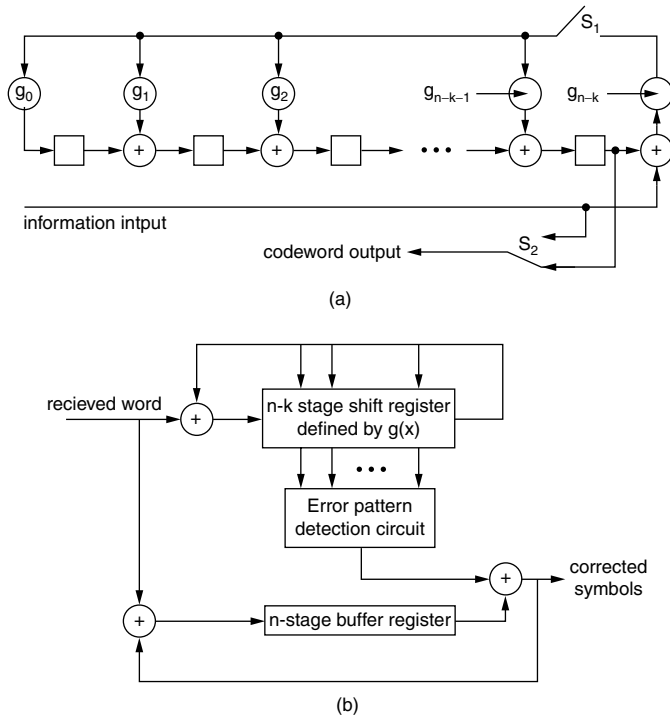 S1
g0
g1
g2
gn−k−1
gn−k
+
+
+
+
information intput
S2
codeword output
(a)
recieved word
+
n-k stage shift register
defined by g(x)
Error pattern
detection circuit
+
corrected
symbols
+
n-stage buffer register
(b)